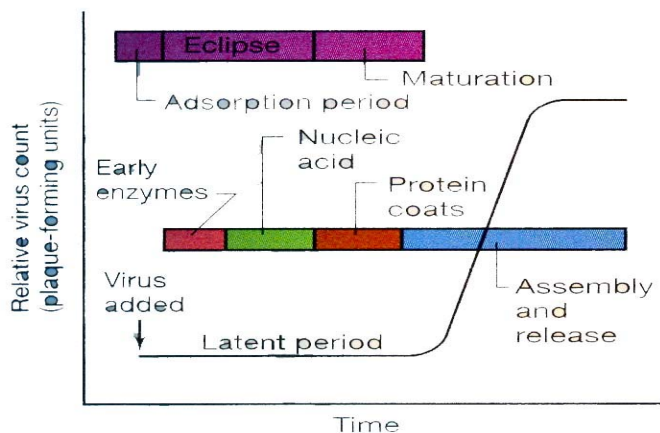 Eclipse
Maturation
Adsorption period
Nucleic
acid
Early
enzymes
Protein
coats
Relative virus count
(plaque-forming units)
Virus
added
Assembly
and
release
Latent period
Time